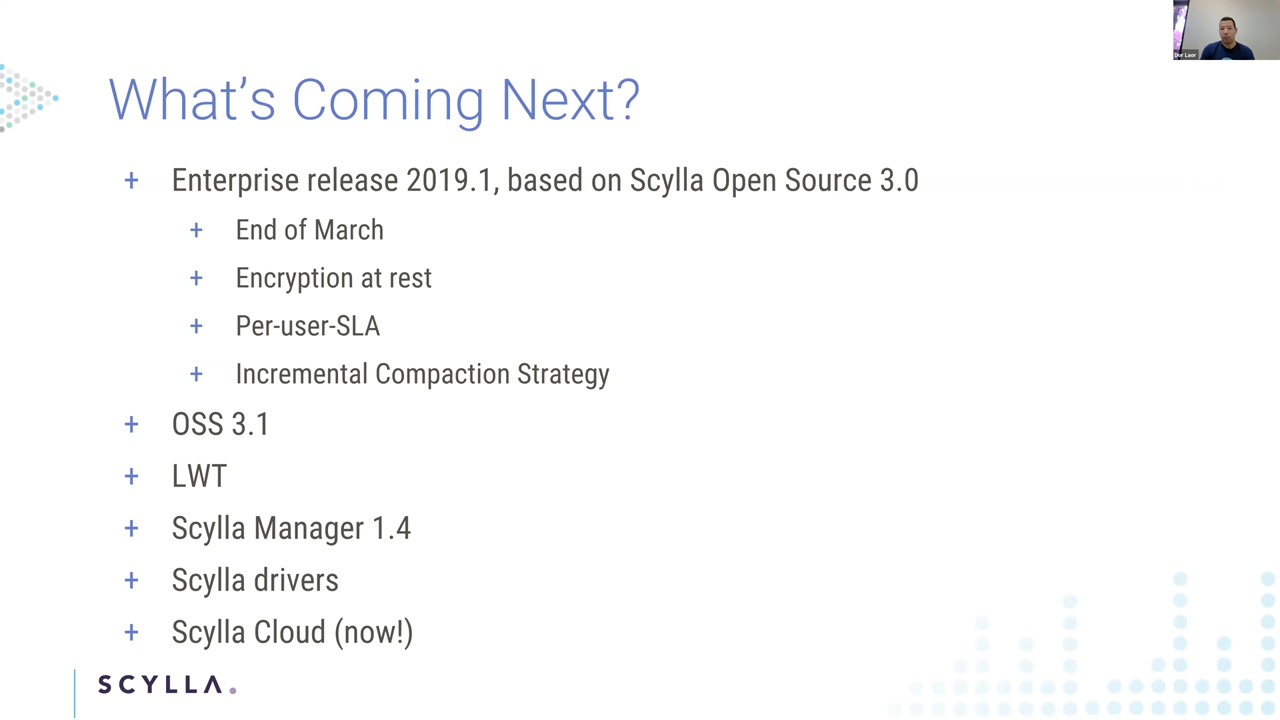 Dor Laor
What's Coming Next?
+ Enterprise release 2019.1, based on Scylla Open Source 3.0
+ End of March
+ Encryption at rest
+ Per-user-SLA
+ Incremental Compaction Strategy
+ OSS 3.1
+ LWT
+ Scylla Manager 1.4
+ Scylla drivers
+ Scylla Cloud (now!)
SCYLLA.